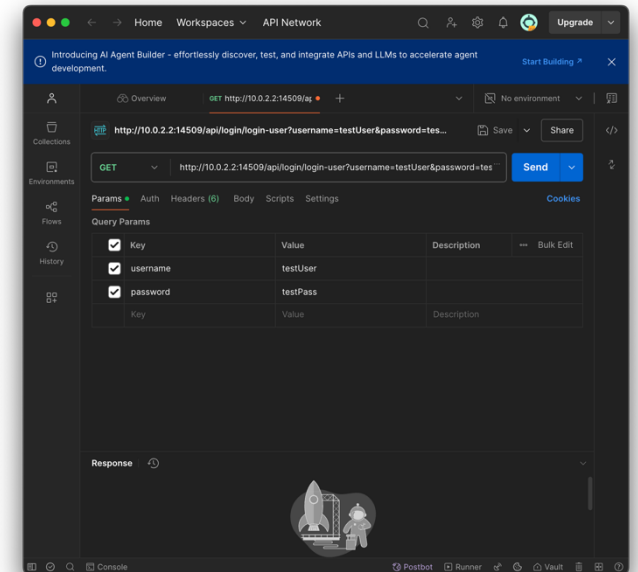 Home Workspaces API Network Upgrade
Introducing AI Agent Builder - effortlessly discover, test, and integrate APIs and LLMs to accelerate agent
development.
Start Building
Overview GET http://10.0.2.2:14509/ap No environment
Collections
HTTP http://10.0.2.2:14509/api/login/login-user?username=testUser&password=tes... Save Share
Environments
GET http://10.0.2.2:14509/api/login/login-user?username=testUser&password=tes Send
Flows
Params Auth Headers (6) Body Scripts Settings Cookies
History
Query Params
Key Value Description Bulk Edit
username testUser
password testPass
Key Value Description
Response
Console Postbot Runner Vault